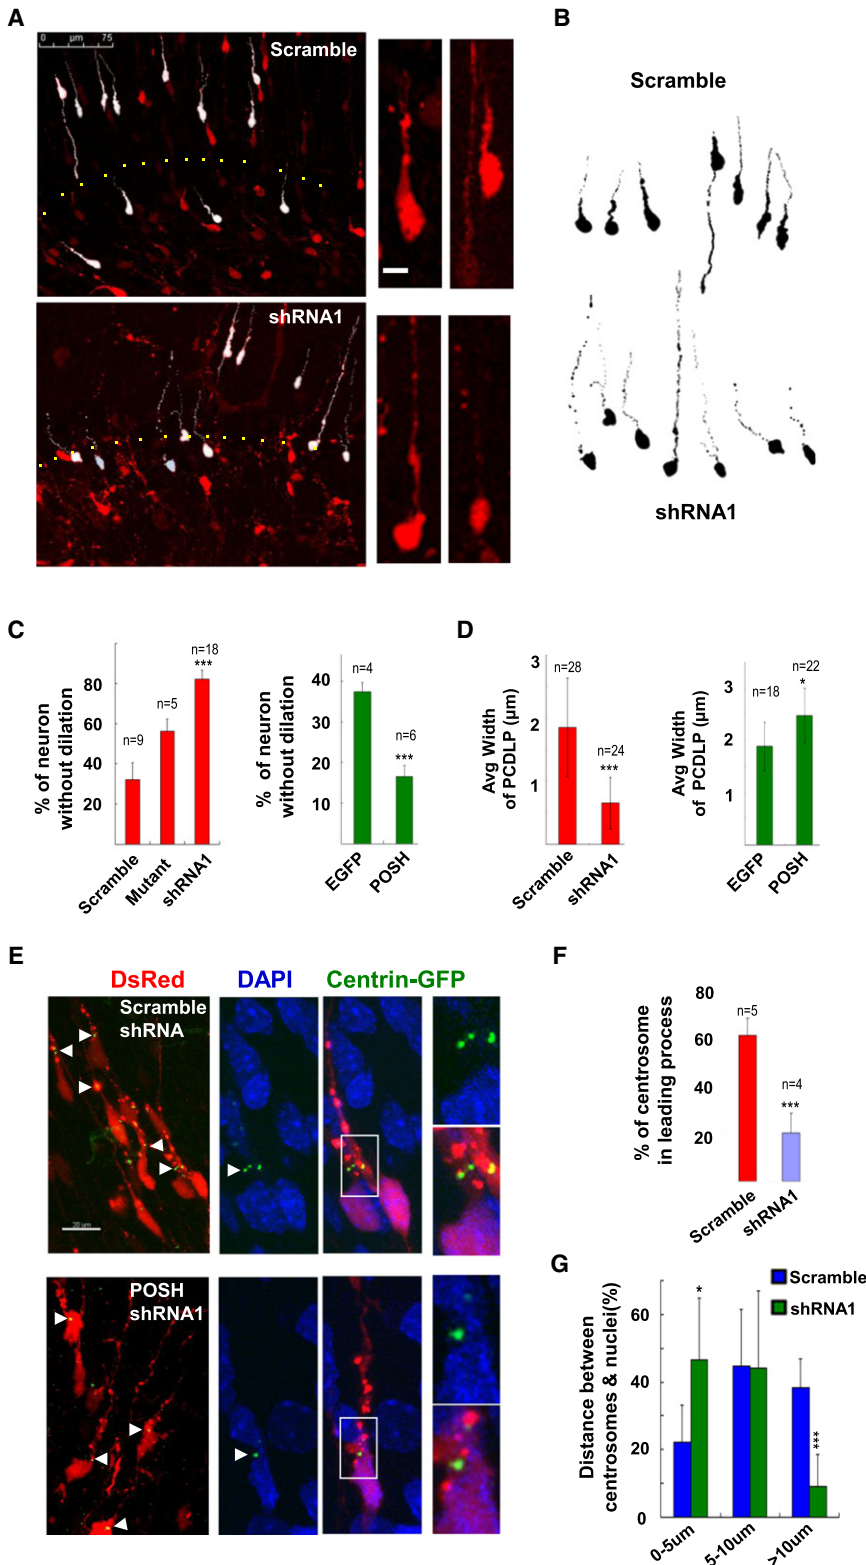 A
0 µm 75
Scramble
shRNA1
B
Scramble
shRNA1
C
% of neuron
without dilation
80
60
40
20
n=9
n=5
n=18
***
Scramble
Mutant
shRNA1
% of neuron
without dilation
40
30
20
10
n=4
n=6
***
EGFP
POSH
D
Avg Width
of PCDLP (µm)
3
2
1
n=28
n=24
***
Scramble
shRNA1
Avg Width
of PCDLP (µm)
3
2
1
n=18
n=22
*
EGFP
POSH
E
DsRed
DAPI
Centrin-GFP
Scramble
shRNA
20 µm
POSH
shRNA1
F
% of centrosome
in leading process
80
60
40
20
n=5
n=4
***
Scramble
shRNA1
G
Scramble
shRNA1
Distance between
centrosomes & nuclei(%)
60
40
20
0
*
***
0-5um
5-10um
>10um